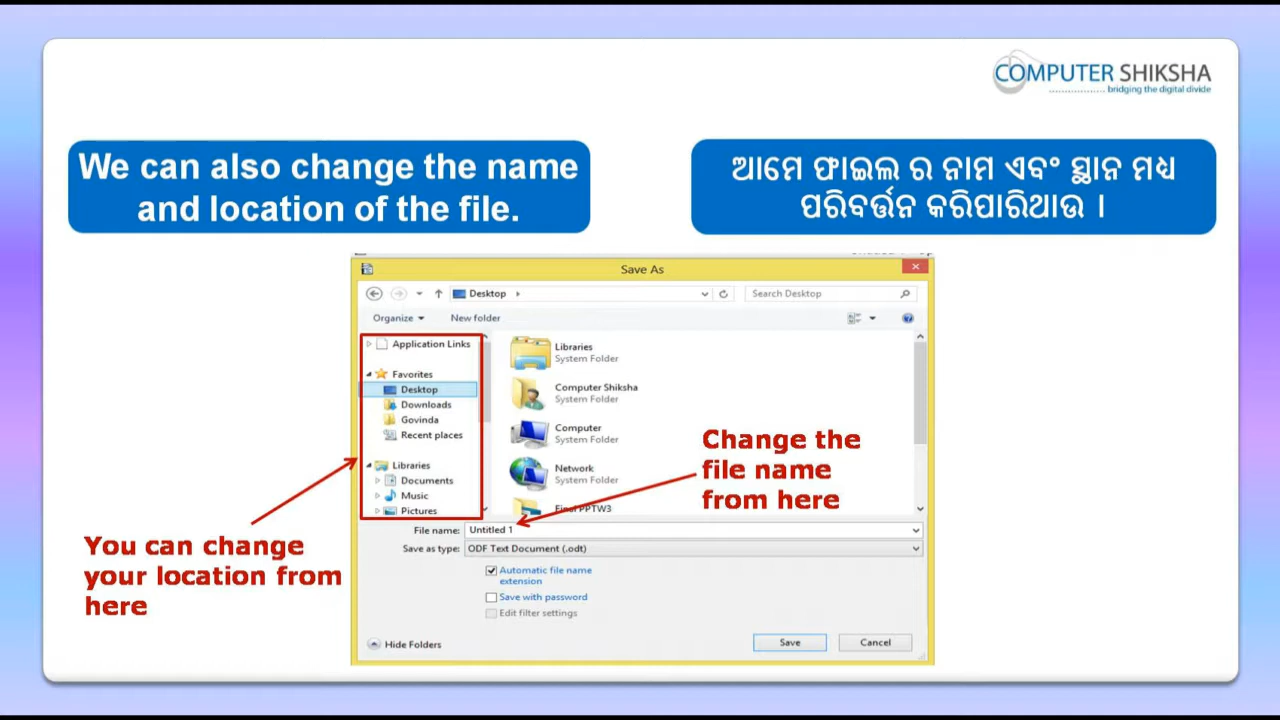 COMPUTER SHIKSHA
bridging the digital divide
We can also change the name
and location of the file.
ଆମେ ଫାଇଲ ର ନାମ ଏବଂ ସ୍ଥାନ ମଧ୍ୟ
ପରିବର୍ତ୍ତନ କରିପାରିଥାଉ ।
Save As
Desktop
Search Desktop
Organize
New folder
Application Links
Favorites
Desktop
Downloads
Govinda
Recent places
Libraries
Documents
Music
Pictures
Libraries
System Folder
Computer Shiksha
System Folder
Computer
System Folder
Network
System Folder
Final PPTW3
Change the
file name
from here
You can change
your location from
here
File name: Untitled 1
Save as type: ODF Text Document (.odt)
Automatic file name
extension
Save with password
Edit filter settings
Hide Folders
Save
Cancel